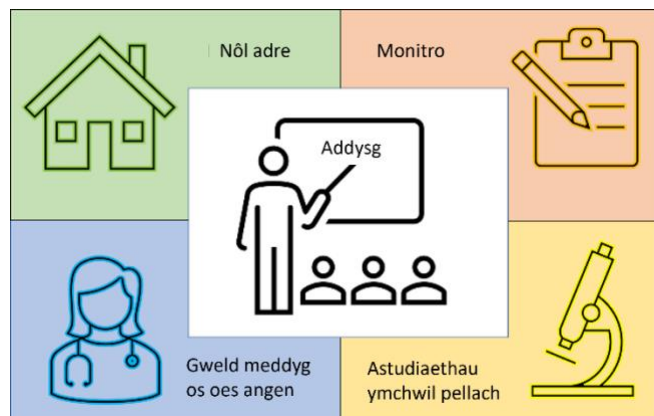 Nôl adre
Monitro
Addysg
Gweld meddyg
os oes angen
Astudiaethau
ymchwil pellach